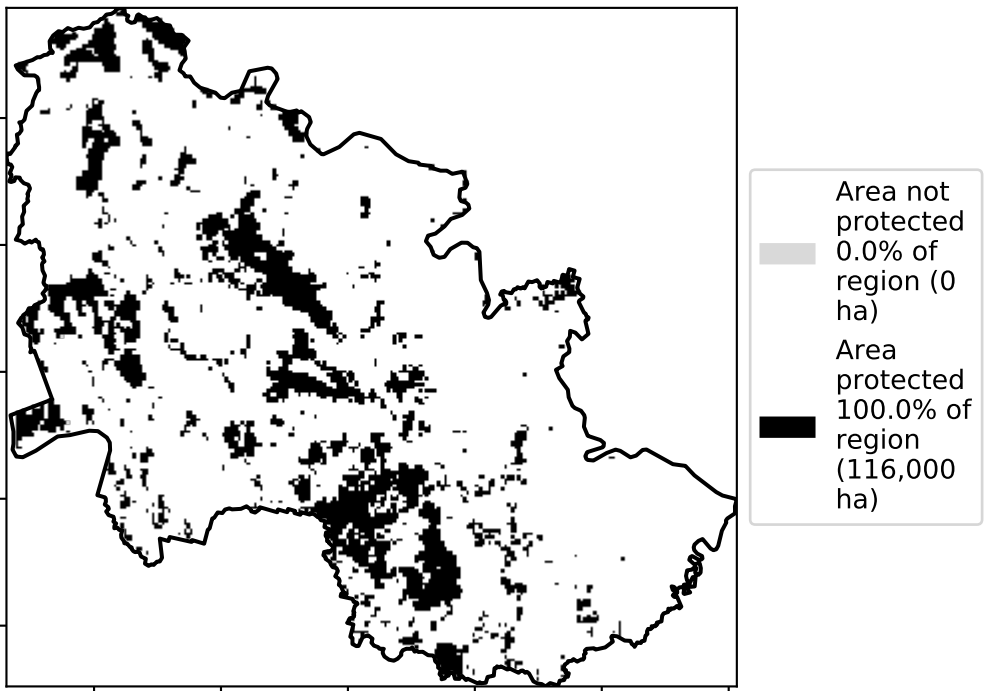 Area not
protected
0.0% of
region (0
ha)
Area
protected
100.0% of
region
(116,000
ha)